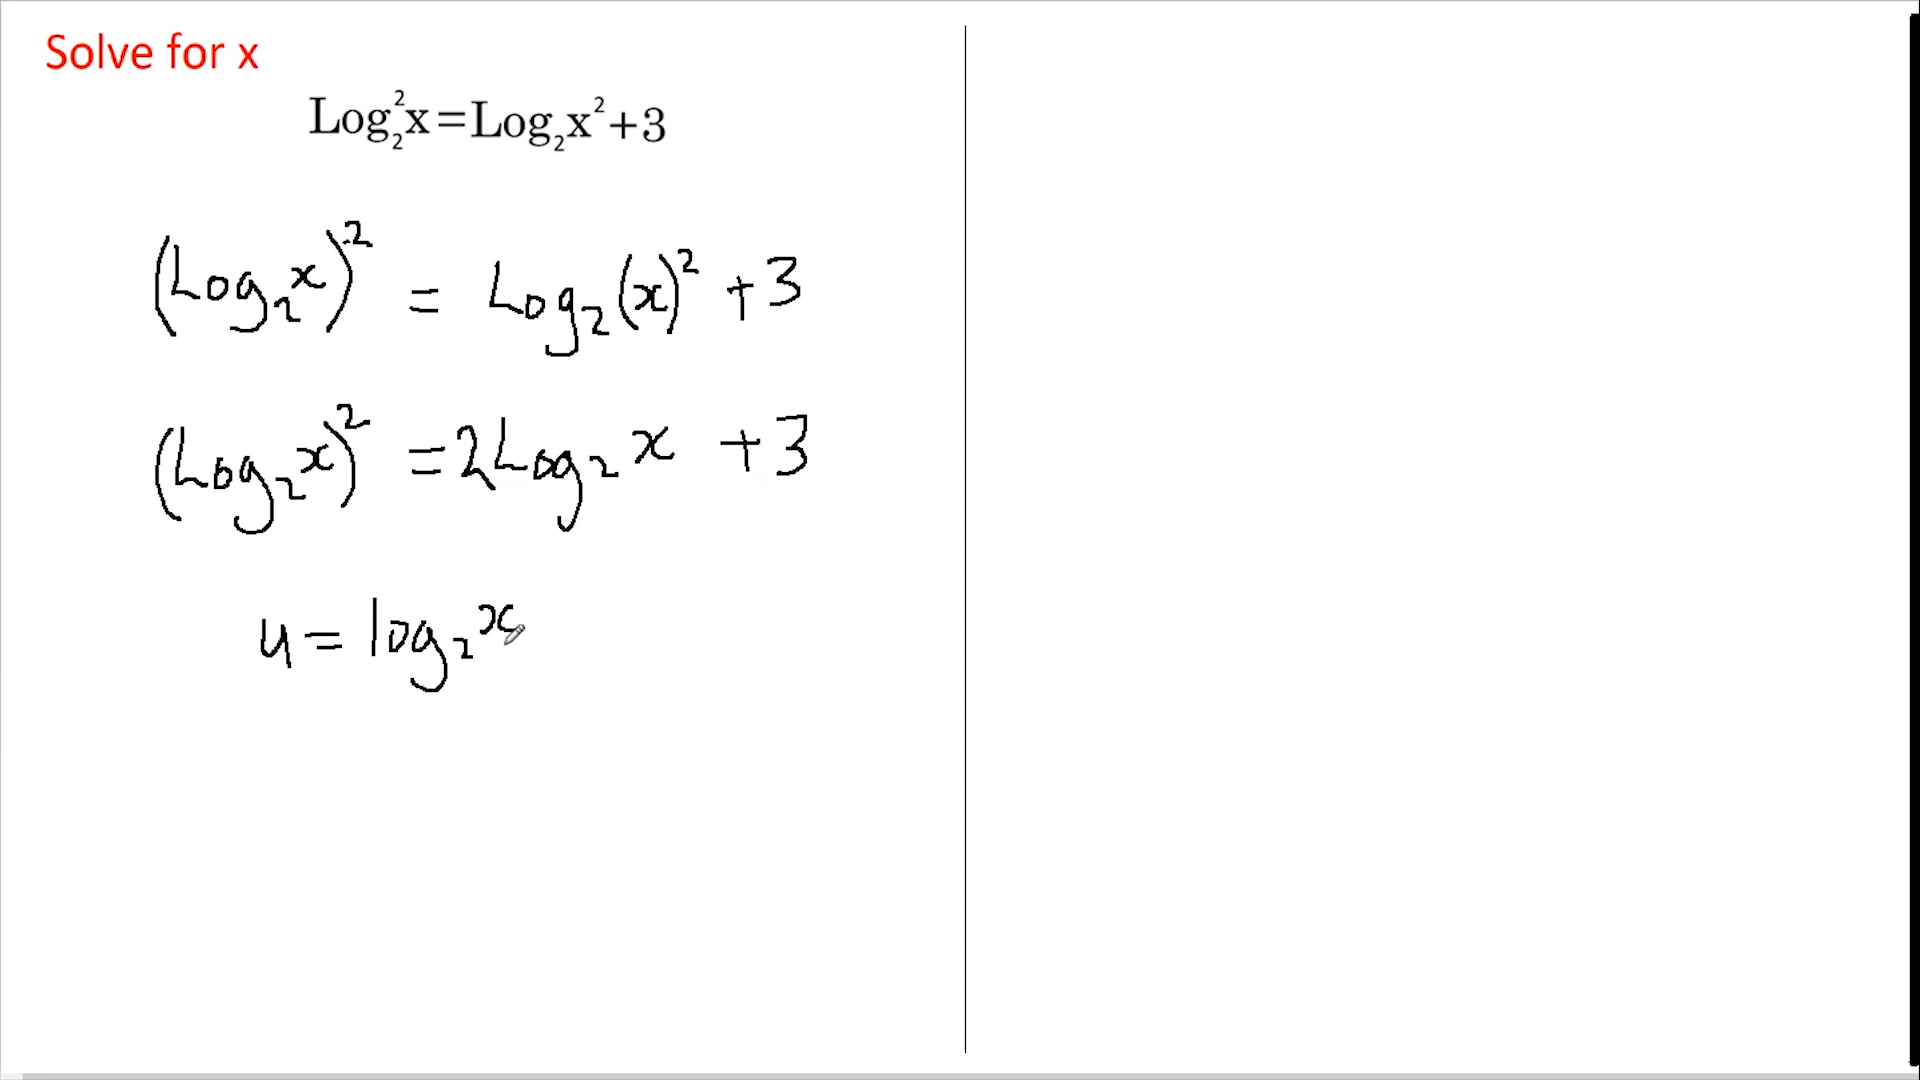 Solve for x
Log₂²x=Log₂x²+3
(Log₂x)² = Log₂(x)² +3
(Log₂x)² =2Log₂x +3
u=log₂x